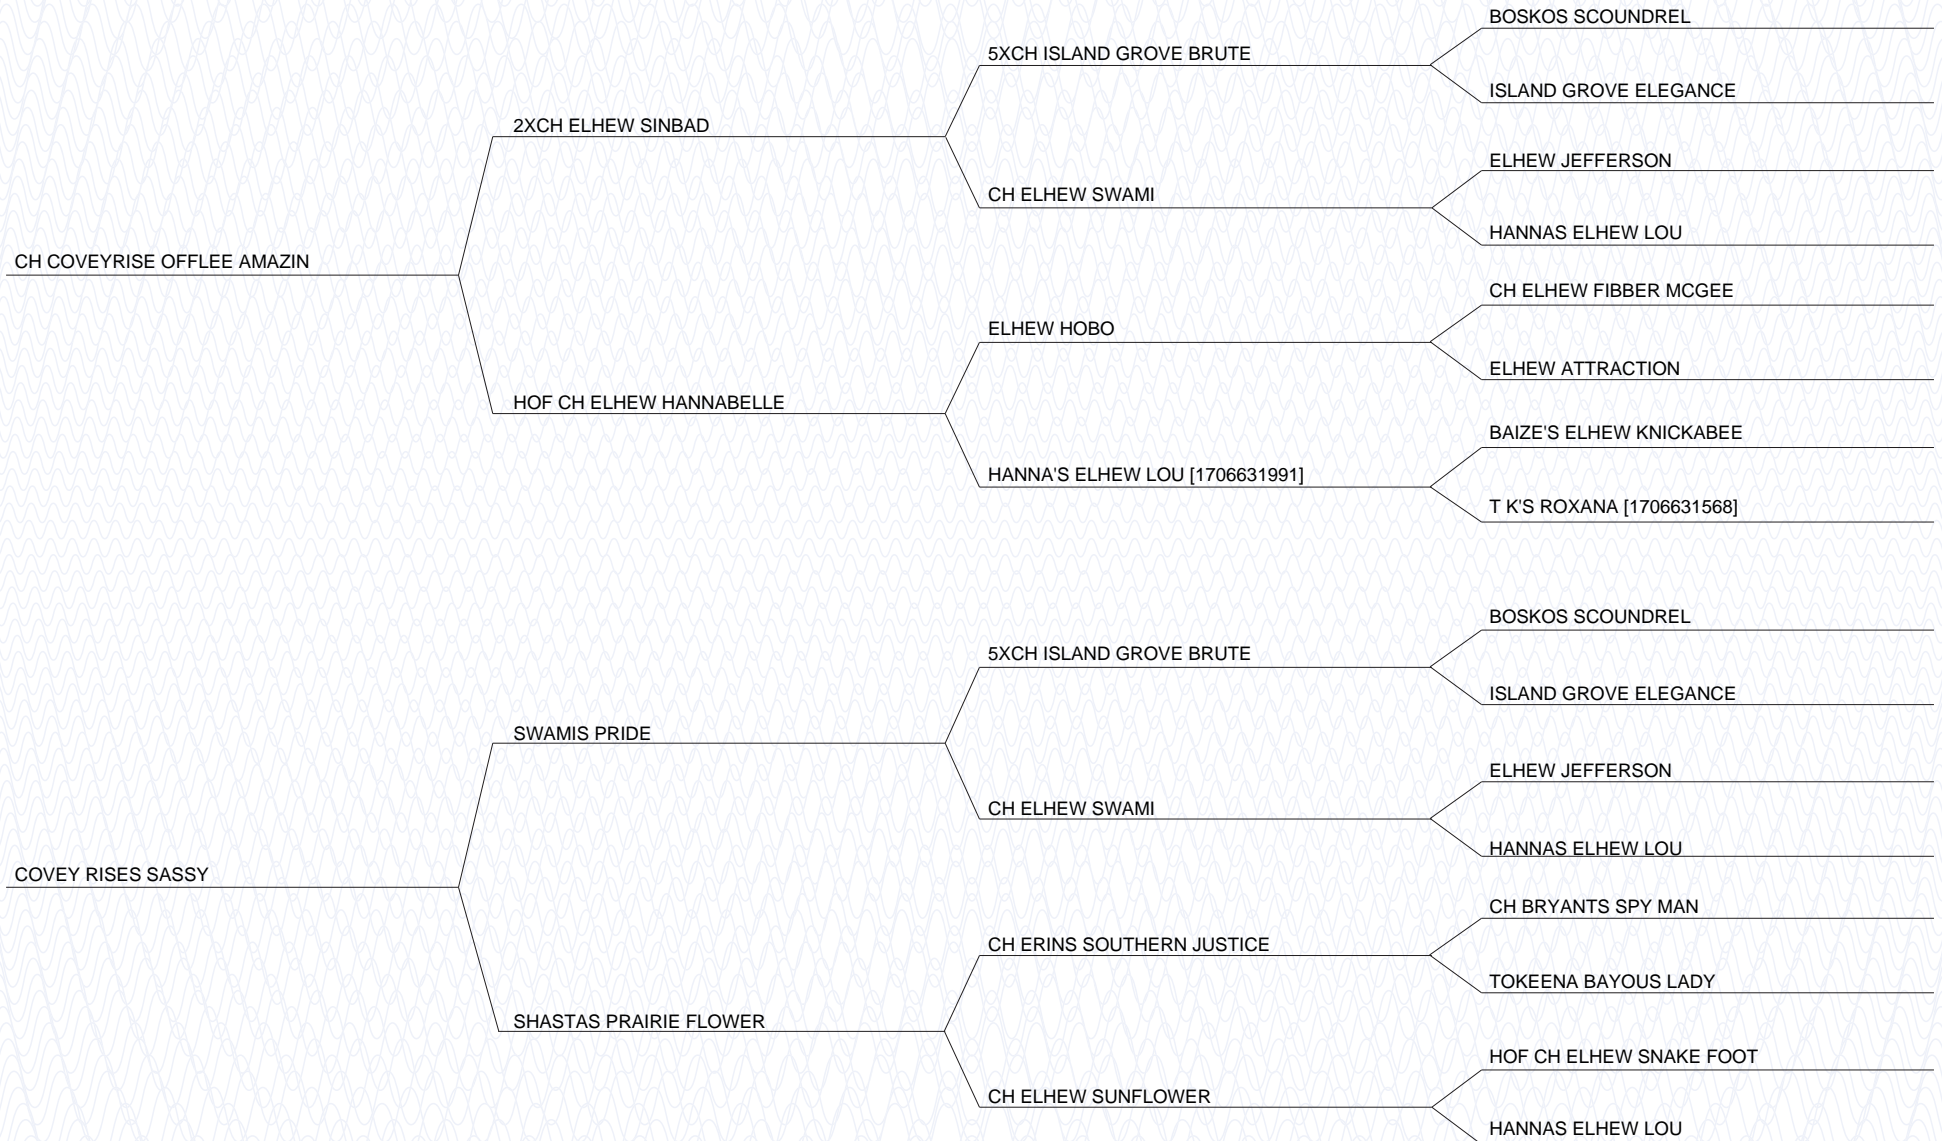 BOSKOS SCOUNDREL
5XCH ISLAND GROVE BRUTE
ISLAND GROVE ELEGANCE
2XCH ELHEW SINBAD
ELHEW JEFFERSON
CH ELHEW SWAMI
HANNAS ELHEW LOU
CH COVEYRISE OFFLEE AMAZIN
CH ELHEW FIBBER MCGEE
ELHEW HOBO
ELHEW ATTRACTION
HOF CH ELHEW HANNABELLE
BAIZE'S ELHEW KNICKABEE
HANNA'S ELHEW LOU [1706631991]
T K'S ROXANA [1706631568]
BOSKOS SCOUNDREL
5XCH ISLAND GROVE BRUTE
ISLAND GROVE ELEGANCE
SWAMIS PRIDE
ELHEW JEFFERSON
CH ELHEW SWAMI
HANNAS ELHEW LOU
COVEY RISES SASSY
CH BRYANTS SPY MAN
CH ERINS SOUTHERN JUSTICE
TOKEENA BAYOUS LADY
SHASTAS PRAIRIE FLOWER
HOF CH ELHEW SNAKE FOOT
CH ELHEW SUNFLOWER
HANNAS ELHEW LOU